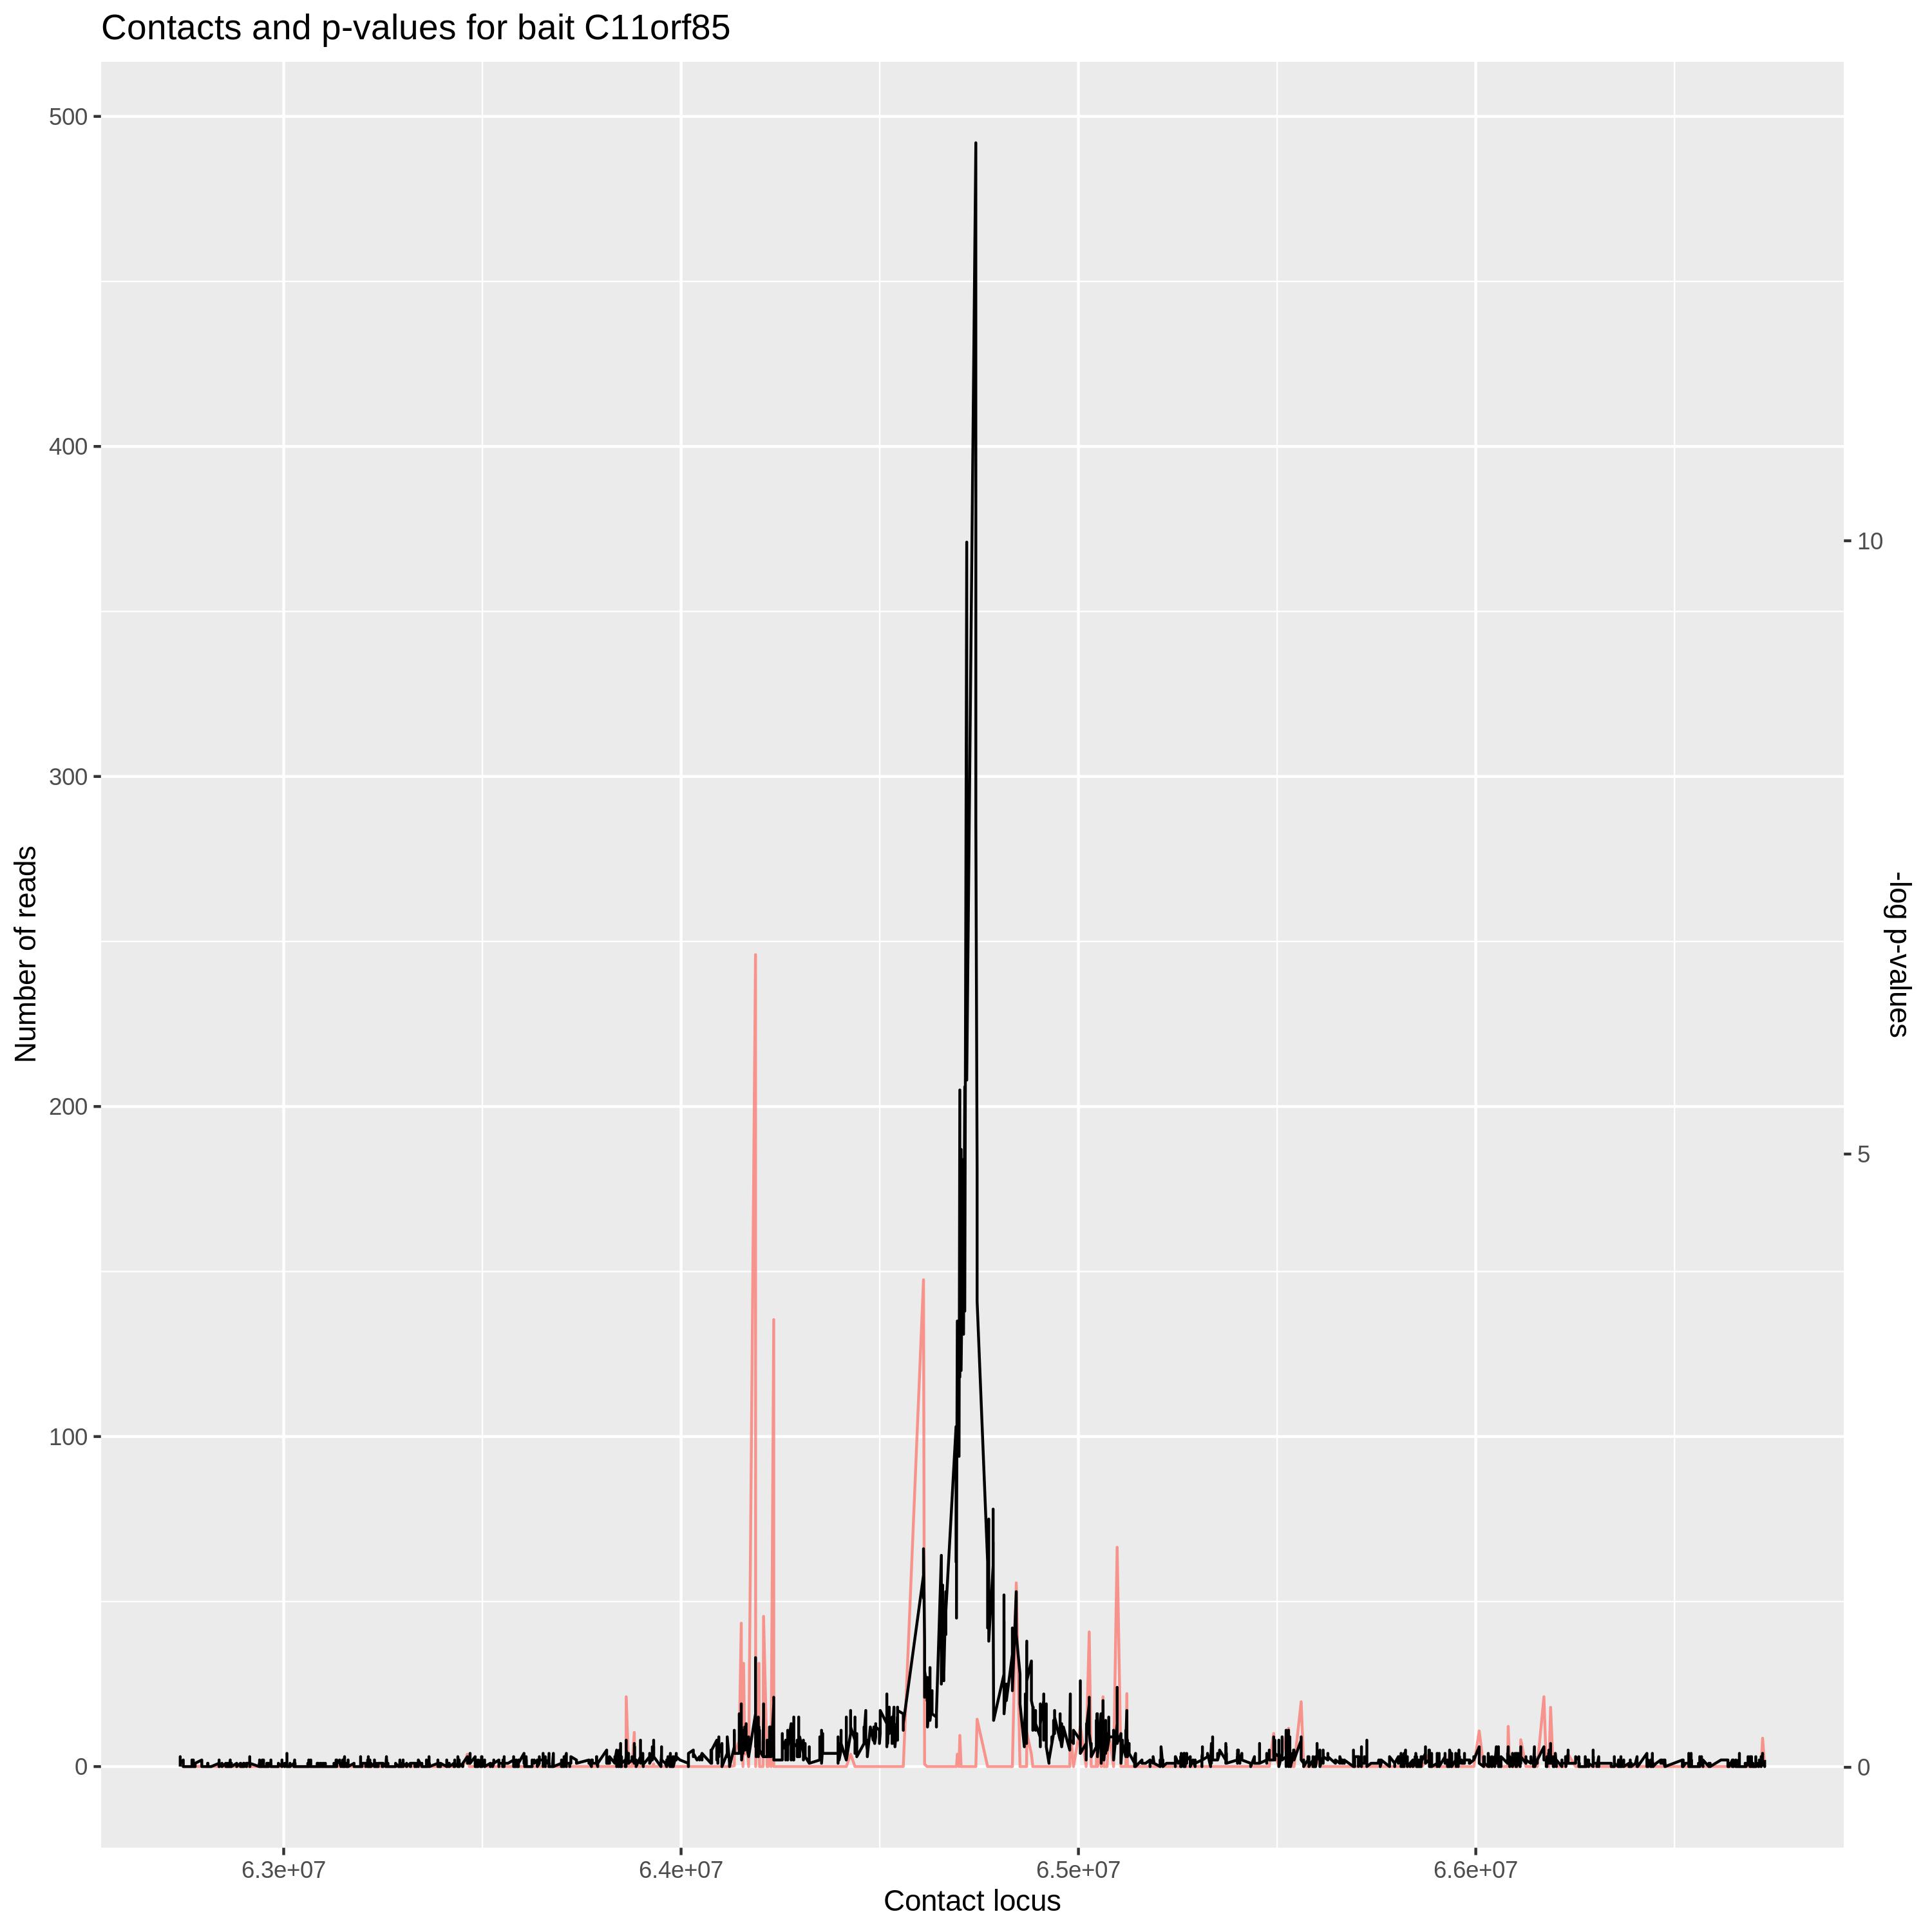 Contacts and p-values for bait C11orf85
500
400
300
200
100
0
Number of reads
10
5
0
-log p-values
6.3e+07
6.4e+07
6.5e+07
6.6e+07
Contact locus